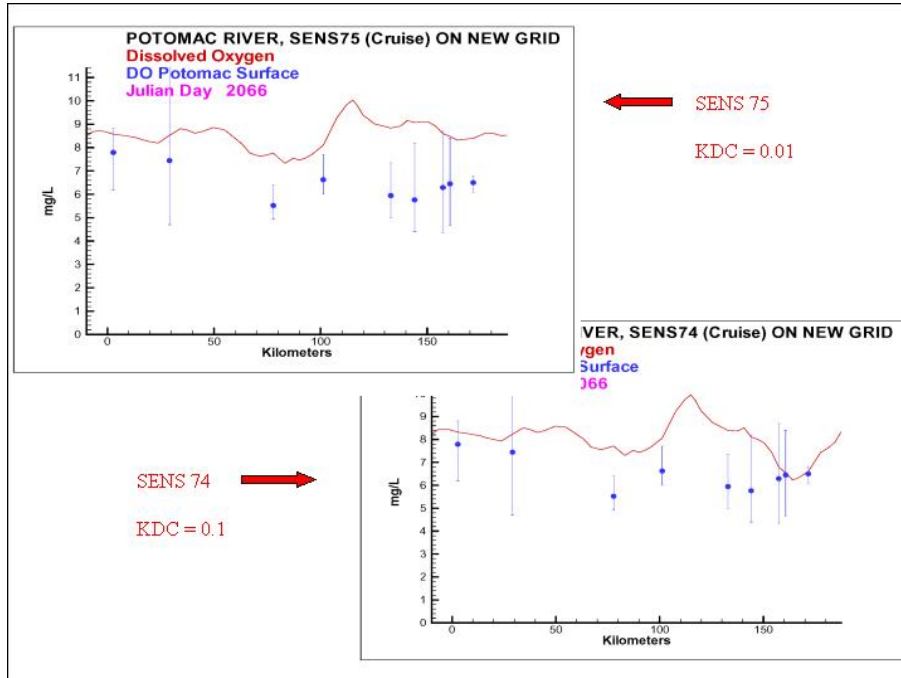 POTOMAC RIVER, SENS75 (Cruise) ON NEW GRID
Dissolved Oxygen
DO Potomac Surface
Julian Day 2066
11
10
9
8
7
6
5
4
3
2
1
0
mg/L
0 50 100 150
Kilometers
SENS 75
KDC = 0.01
IVER, SENS74 (Cruise) ON NEW GRID
ygen
Surface
066
9
8
7
6
5
4
3
2
1
0
mg/L
0 50 100 150
Kilometers
SENS 74
KDC = 0.1